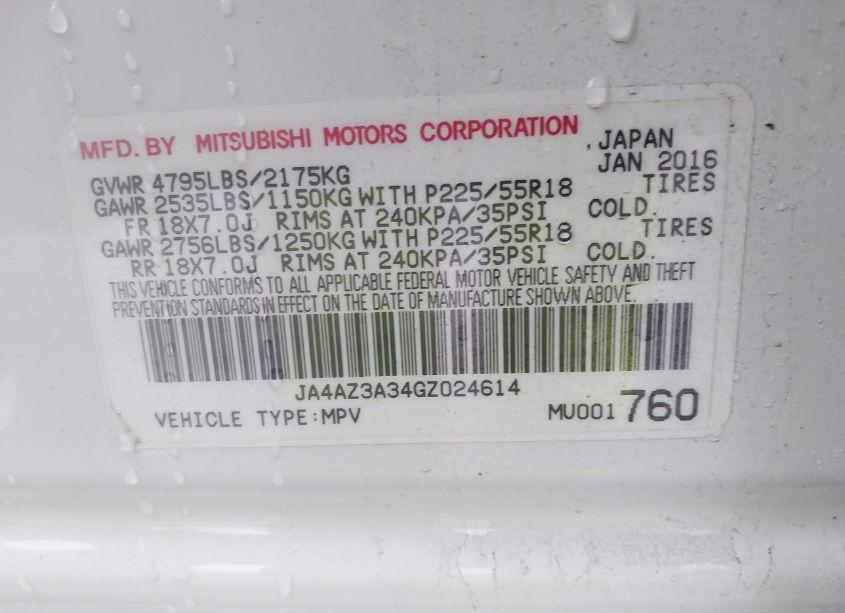 MFD. BY MITSUBISHI MOTORS CORPORATION , JAPAN
GVWR 4795LBS/2175KG JAN 2016
GAWR 2535LBS/1150KG WITH P225/55R18 TIRES
FR 18X7.0J RIMS AT 240KPA/35PSI COLD.
GAWR 2756LBS/1250KG WITH P225/55R18 TIRES
RR 18X7.0J RIMS AT 240KPA/35PSI COLD.
THIS VEHICLE CONFORMS TO ALL APPLICABLE FEDERAL MOTOR VEHICLE SAFETY AND THEFT
PREVENTION STANDARDS IN EFFECT ON THE DATE OF MANUFACTURE SHOWN ABOVE.
JA4AZ3A34GZ024614
VEHICLE TYPE:MPV MU001 760